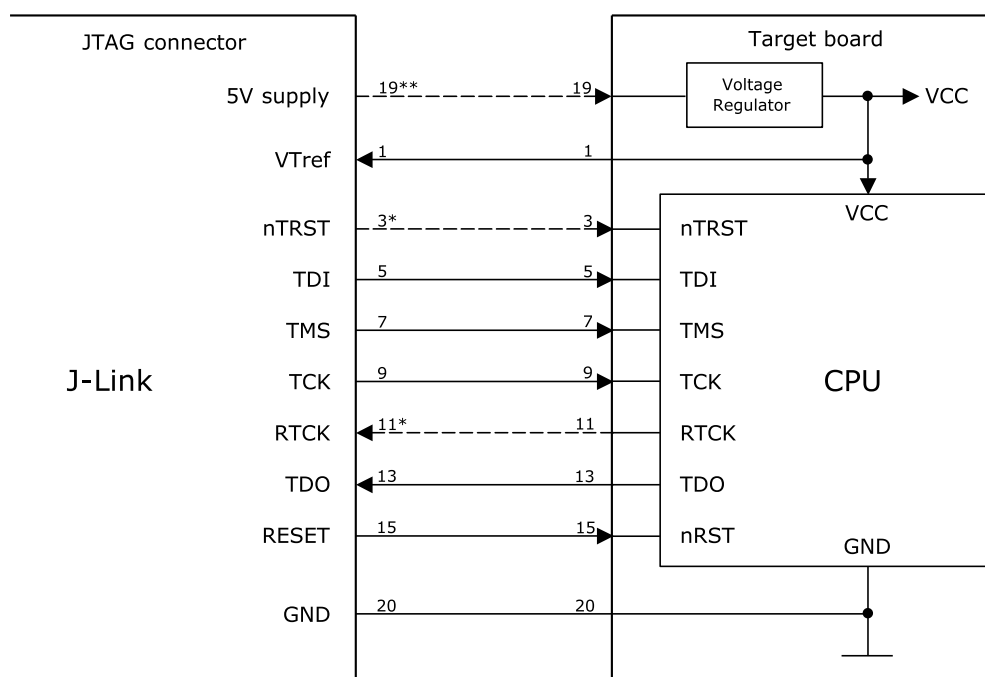 JTAG connector
Target board
5V supply
19**
19
Voltage
Regulator
VCC
VTref
1
1
VCC
nTRST
3*
3
nTRST
TDI
5
5
TDI
TMS
7
7
TMS
J-Link
TCK
9
9
TCK
CPU
RTCK
11*
11
RTCK
TDO
13
13
TDO
RESET
15
15
nRST
GND
GND
20
20